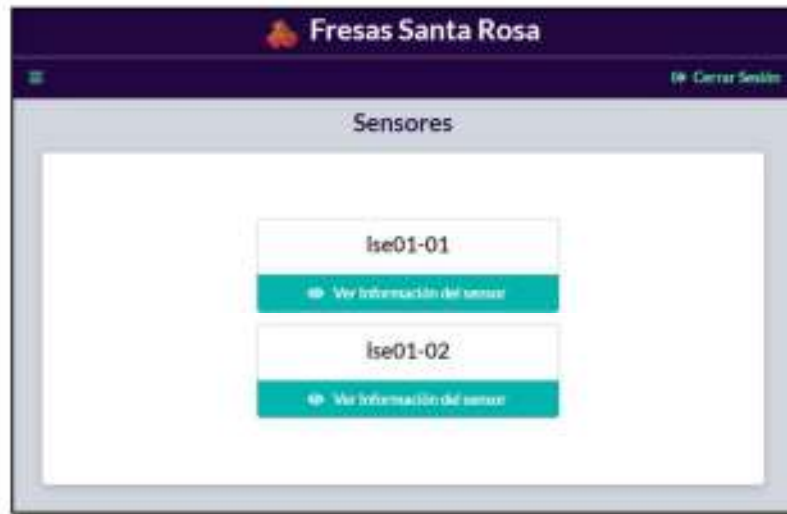 Fresas Santa Rosa
Cerrar Sesión
Sensores
lse01-01
Ver Información del sensor
lse01-02
Ver Información del sensor